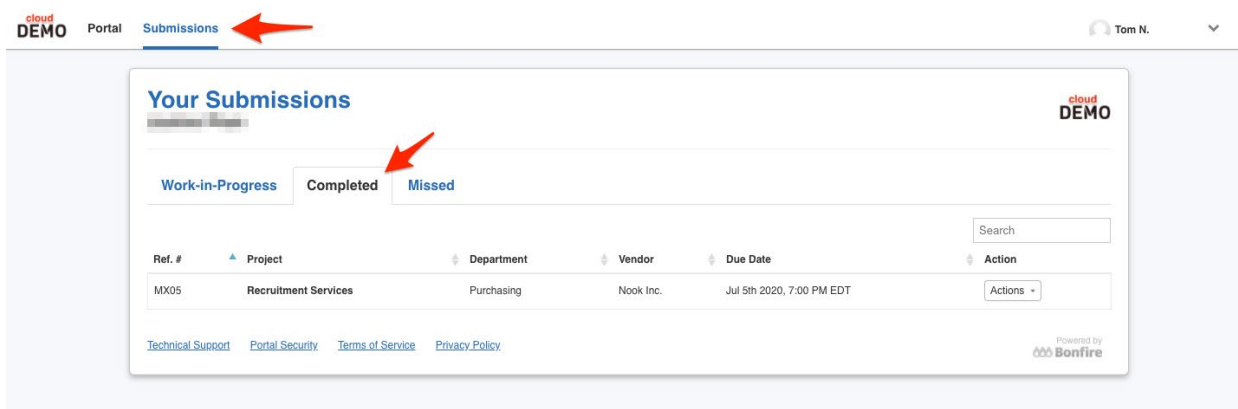 cloud
DEMO Portal Submissions Tom N.
Your Submissions
cloud
DEMO
Work-in-Progress Completed Missed
Search
Ref. # Project Department Vendor Due Date Action
MX05 Recruitment Services Purchasing Nook Inc. Jul 5th 2020, 7:00 PM EDT Actions
Technical Support Portal Security Terms of Service Privacy Policy
Powered by
Bonfire